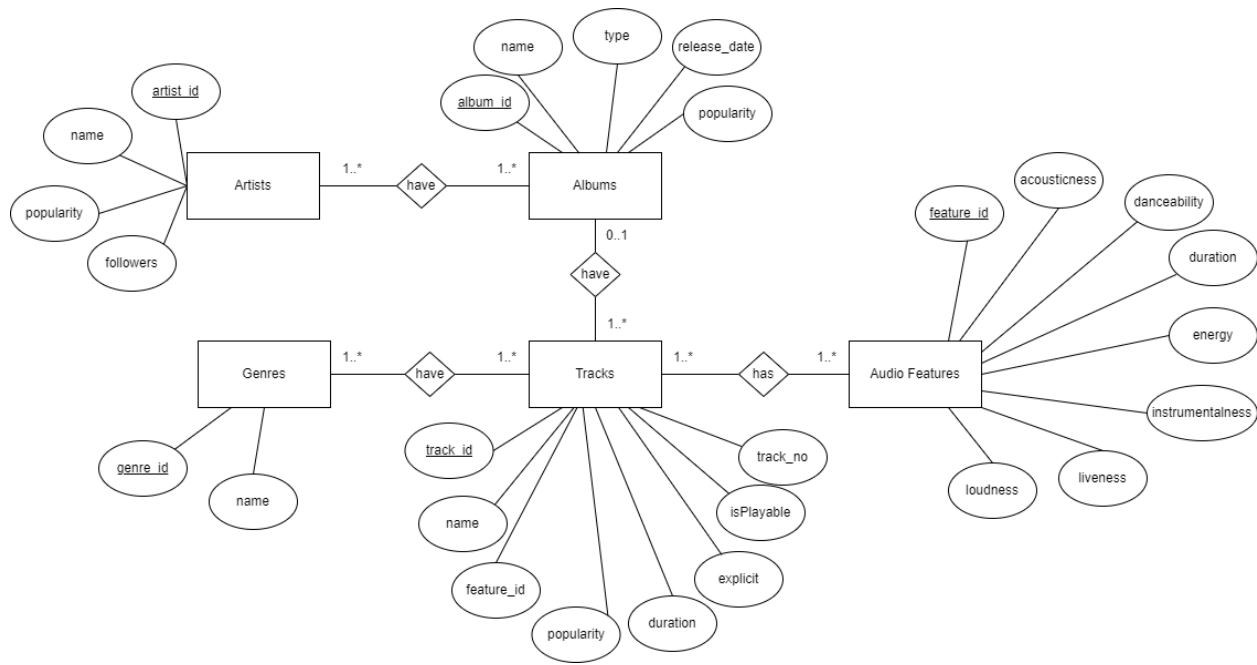 name
type
release_date
artist_id
album_id
popularity
name
Artists
1..*
have
1..*
Albums
popularity
followers
0..1
have
1..*
acousticness
feature_id
danceability
duration
energy
Genres
1..*
have
1..*
Tracks
1..*
has
1..*
Audio Features
instrumentalness
liveness
loudness
genre_id
name
track_id
name
feature_id
popularity
duration
explicit
isPlayable
track_no